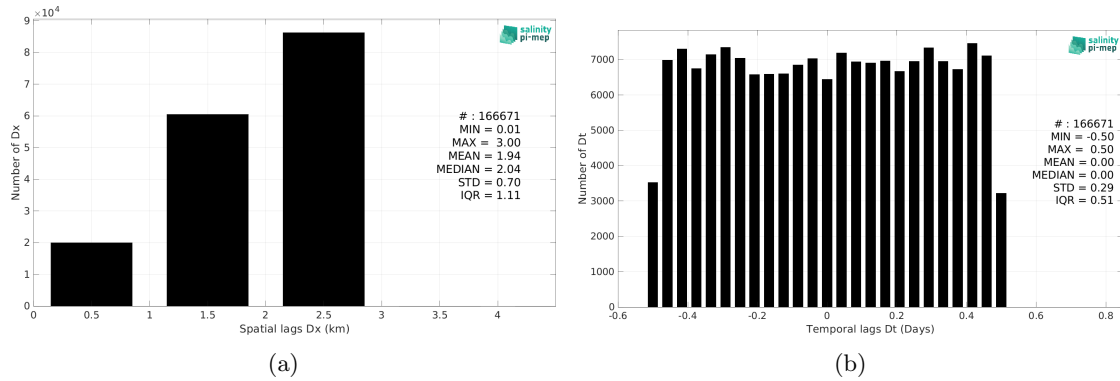 ×10⁴
9
8
7
6
5
4
3
2
1
0
Number of Dx
0
0.5
1
1.5
2
2.5
3
3.5
4
Spatial lags Dx (km)
salinity
pi-mep
# : 166671
MIN = 0.01
MAX = 3.00
MEAN = 1.94
MEDIAN = 2.04
STD = 0.70
IQR = 1.11
(a)
7000
6000
5000
4000
3000
2000
1000
0
Number of Dt
-0.6
-0.4
-0.2
0
0.2
0.4
0.6
0.8
Temporal lags Dt (Days)
salinity
pi-mep
# : 166671
MIN = -0.50
MAX = 0.50
MEAN = 0.00
MEDIAN = 0.00
STD = 0.29
IQR = 0.51
(b)